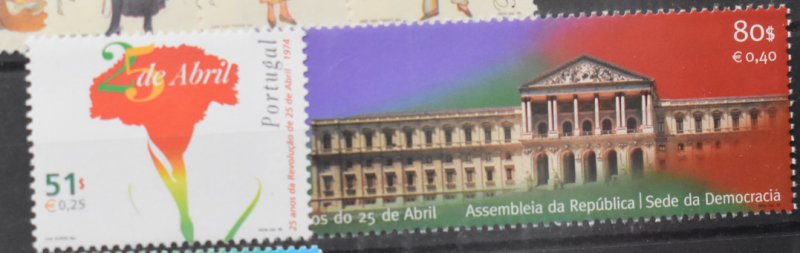 25 de Abril
Portugal
25 anos da Revolução de 25 de Abril 1974
51$
€ 0,25
80$
€ 0,40
os do 25 de Abril
Assembleia da República | Sede da Democracia